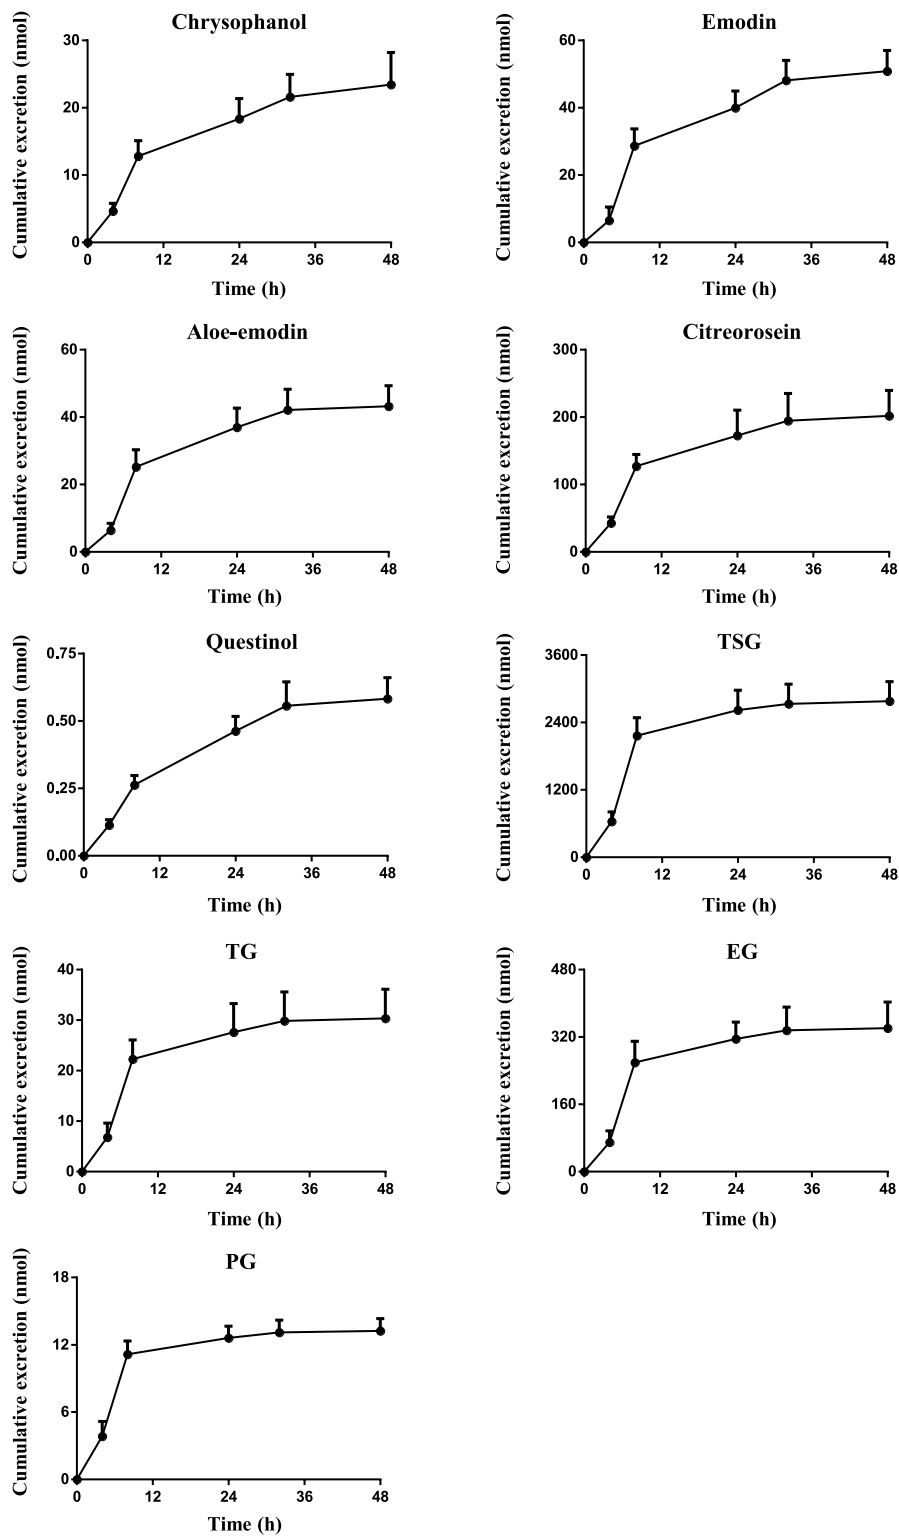 Chrysophanol
Cumulative excretion (nmol)
30
20
10
0
0 12 24 36 48
Time (h)
Emodin
Cumulative excretion (nmol)
60
40
20
0
0 12 24 36 48
Time (h)
Aloe-emodin
Cumulative excretion (nmol)
60
40
20
0
0 12 24 36 48
Time (h)
Citreorosein
Cumulative excretion (nmol)
300
200
100
0
0 12 24 36 48
Time (h)
Questinol
Cumulative excretion (nmol)
0.75
0.50
0.25
0.00
0 12 24 36 48
Time (h)
TSG
Cumulative excretion (nmol)
3600
2400
1200
0
0 12 24 36 48
Time (h)
TG
Cumulative excretion (nmol)
40
30
20
10
0
0 12 24 36 48
Time (h)
EG
Cumulative excretion (nmol)
480
320
160
0
0 12 24 36 48
Time (h)
PG
Cumulative excretion (nmol)
18
12
6
0
0 12 24 36 48
Time (h)